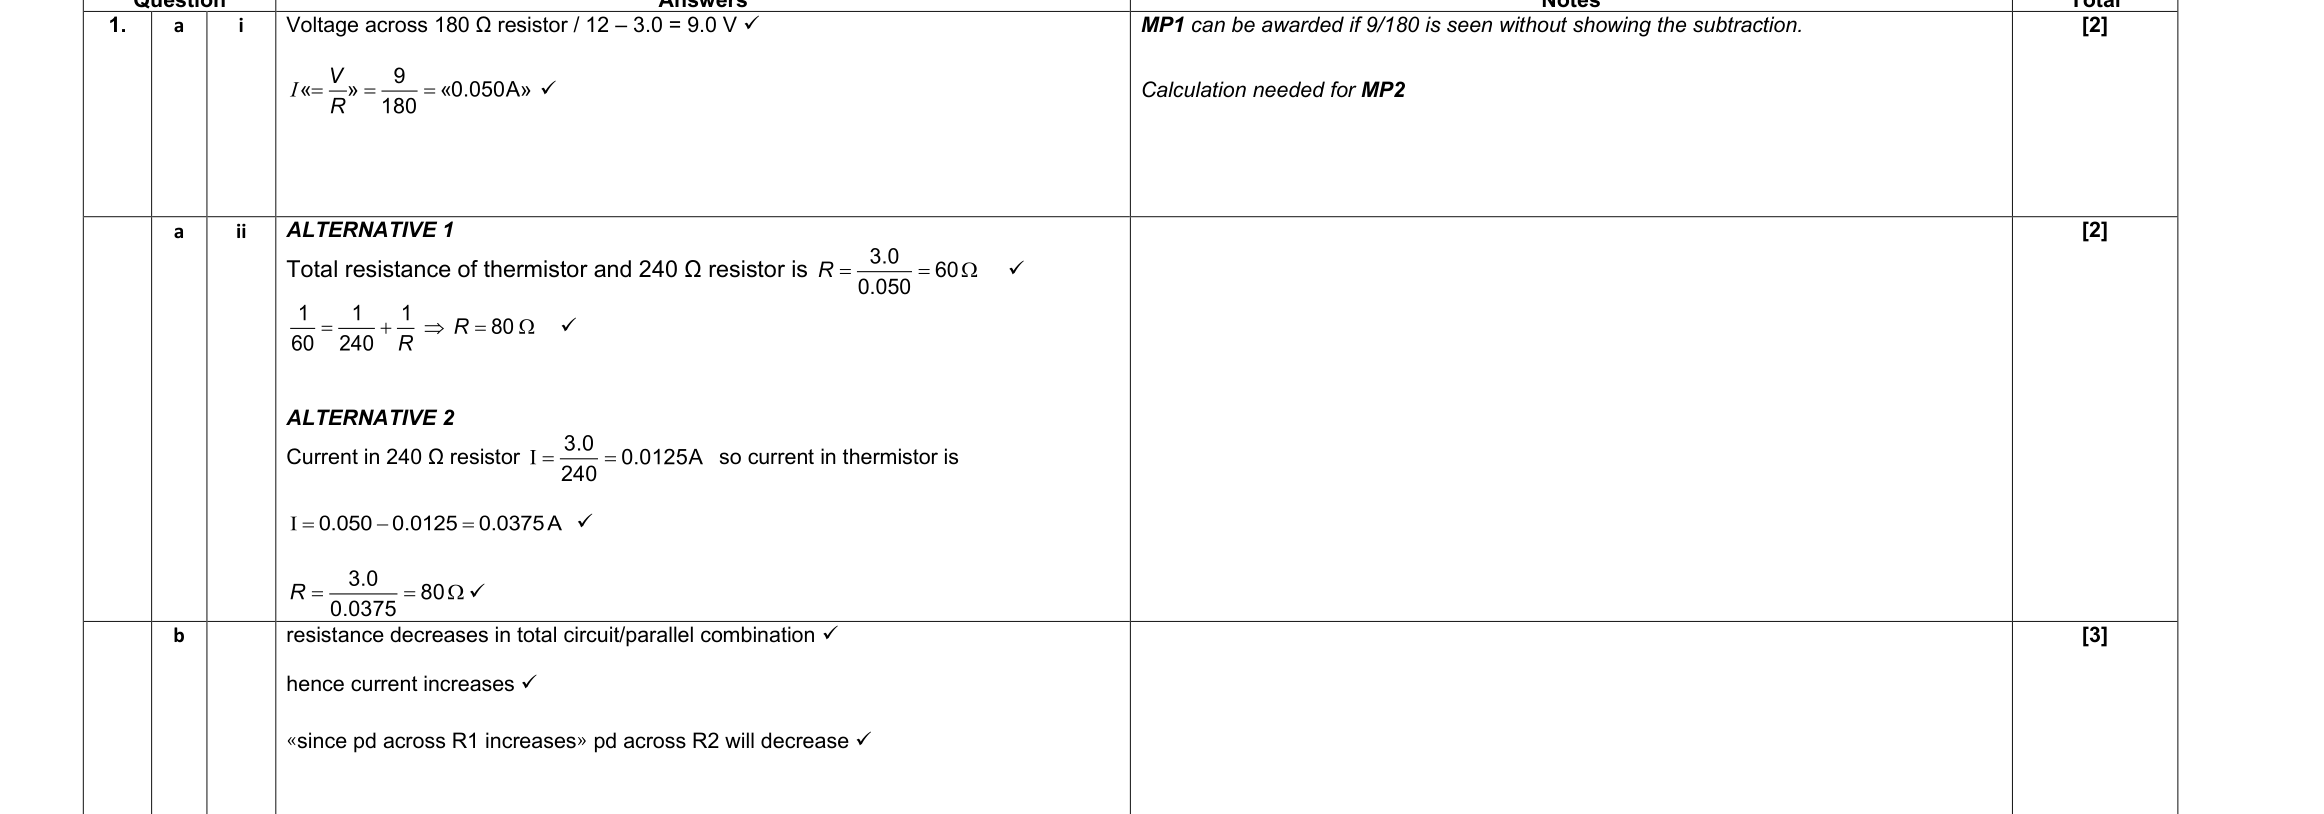 Question Answers Notes Total
1. a i Voltage across 180 Ω resistor / 12 – 3.0 = 9.0 V ✓ MP1 can be awarded if 9/180 is seen without showing the subtraction. [2]
I«= V/R» = 9/180 = «0.050A» ✓ Calculation needed for MP2
a ii ALTERNATIVE 1 [2]
Total resistance of thermistor and 240 Ω resistor is R = 3.0/0.050 = 60 Ω ✓
1/60 = 1/240 + 1/R ⇒ R = 80 Ω ✓
ALTERNATIVE 2
Current in 240 Ω resistor I = 3.0/240 = 0.0125A so current in thermistor is
I = 0.050 – 0.0125 = 0.0375 A ✓
R = 3.0/0.0375 = 80 Ω ✓
b resistance decreases in total circuit/parallel combination ✓ [3]
hence current increases ✓
«since pd across R1 increases» pd across R2 will decrease ✓